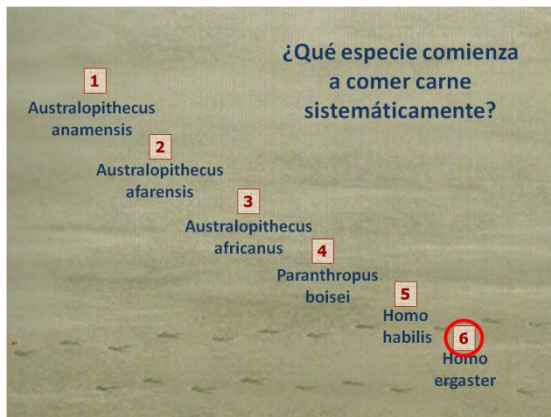 ¿Qué especie comienza
a comer carne
sistemáticamente?
1
Australopithecus
anamensis
2
Australopithecus
afarensis
3
Australopithecus
africanus
4
Paranthropus
boisei
5
Homo
habilis
6
Homo
ergaster